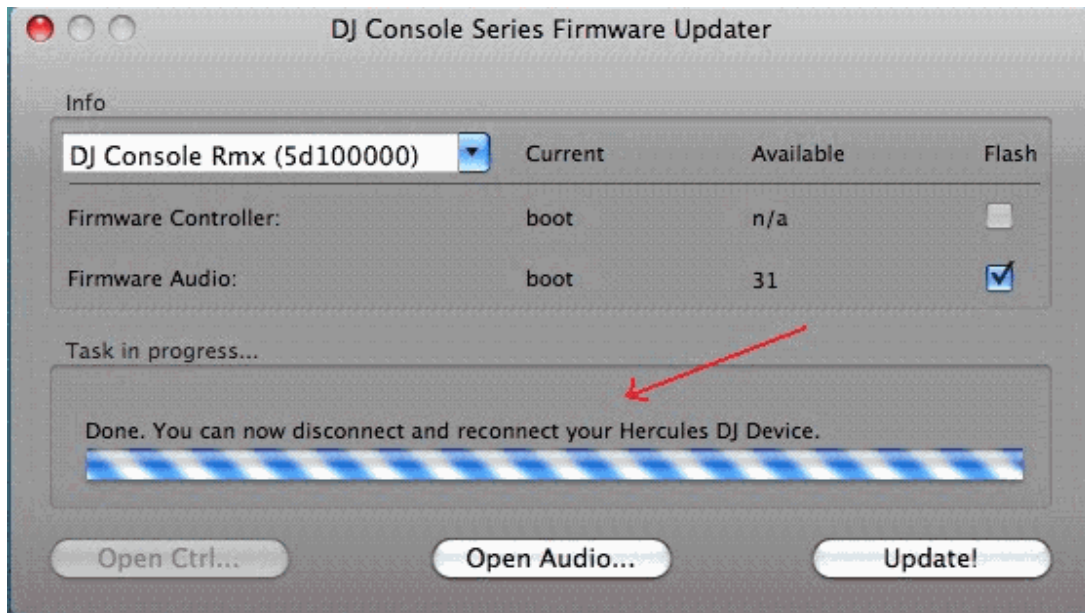 DJ Console Series Firmware Updater
Info
DJ Console Rmx (5d100000) Current Available Flash
Firmware Controller: boot n/a
Firmware Audio: boot 31
Task in progress...
Done. You can now disconnect and reconnect your Hercules DJ Device.
Open Ctrl... Open Audio... Update!